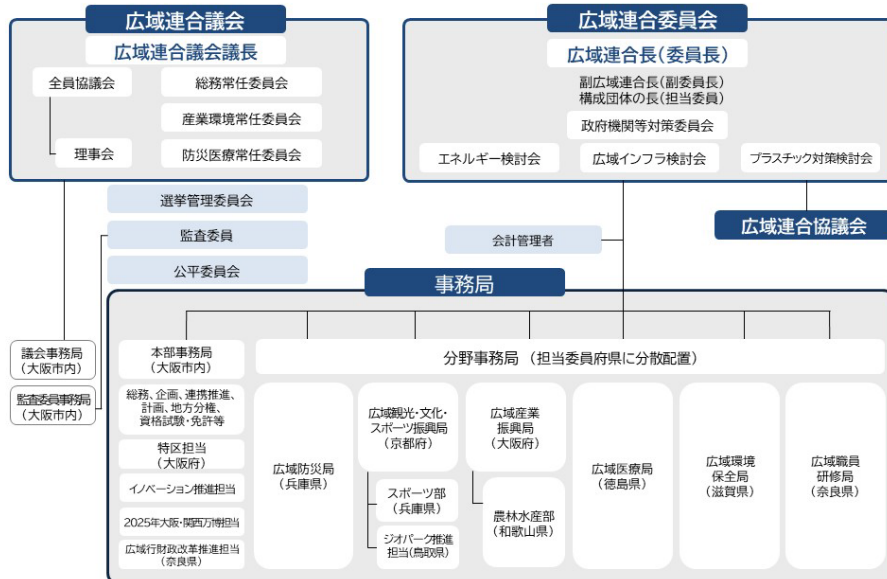 広域連合議会
広域連合議会議長
全員協議会
総務常任委員会
産業環境常任委員会
理事会
防災医療常任委員会
広域連合委員会
広域連合長(委員長)
副広域連合長(副委員長)
構成団体の長(担当委員)
政府機関等対策委員会
エネルギー検討会
広域インフラ検討会
プラスチック対策検討会
選挙管理委員会
監査委員
公平委員会
会計管理者
広域連合協議会
事務局
議会事務局
(大阪市内)
監査委員事務局
(大阪市内)
本部事務局
(大阪市内)
総務、企画、連携推進、
計画、地方分権、
資格試験・免許等
特区担当
(大阪府)
イノベーション推進担当
2025年大阪・関西万博担当
広域行財政改革推進担当
(奈良県)
分野事務局 (担当委員府県に分散配置)
広域防災局
(兵庫県)
広域観光・文化・
スポーツ振興局
(京都府)
スポーツ部
(兵庫県)
ジオパーク推進
担当(鳥取県)
広域産業
振興局
(大阪府)
農林水産部
(和歌山県)
広域医療局
(徳島県)
広域環境
保全局
(滋賀県)
広域職員
研修局
(奈良県)